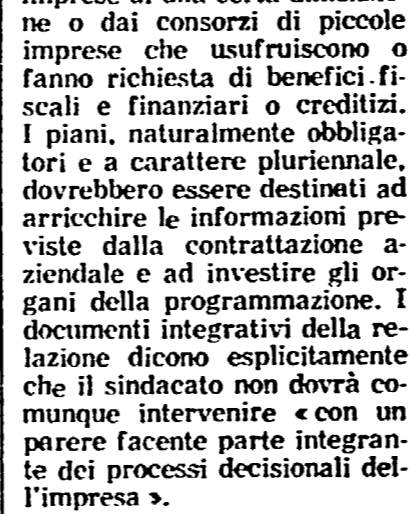 ne o dai consorzi di piccole
imprese che usufruiscono o
fanno richiesta di benefici fi-
scali e finanziari o creditizi.
I piani, naturalmente obbliga-
tori e a carattere pluriennale,
dovrebbero essere destinati ad
arricchire le informazioni pre-
viste dalla contrattazione a-
ziendale e ad investire gli or-
gani della programmazione. I
documenti integrativi della re-
lazione dicono esplicitamente
che il sindacato non dovrà co-
munque intervenire « con un
parere facente parte integran-
te dei processi decisionali del-
l'impresa ».